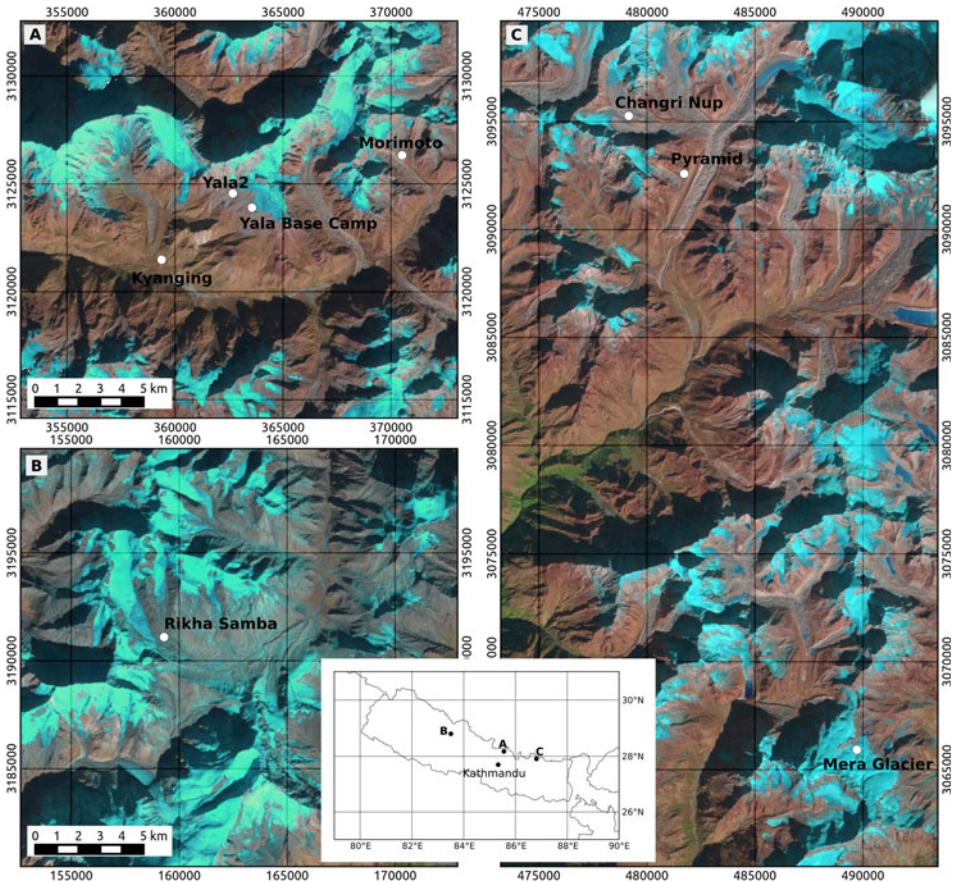 355000 360000 365000 370000
A
3130000
3125000
3120000
3115000
Morimoto
Yala2
Yala Base Camp
Kyanging
0 1 2 3 4 5 km
3130000
3125000
3120000
3115000
355000 360000 365000 370000
155000 160000 165000 170000
B
3195000
3190000
3185000
Rikha Samba
0 1 2 3 4 5 km
3195000
000
155000 160000 165000 170000
475000 480000 485000 490000
C
3095000
3090000
3085000
3080000
3075000
Changri Nup
Pyramid
Mera Glacier
3095000
3090000
3085000
3080000
3075000
3070000
3065000
475000 480000 485000 490000
B
A
C
Kathmandu
30°N
28°N
26°N
80°E 82°E 84°E 86°E 88°E 90°E